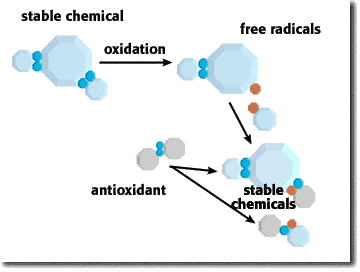 stable chemical
free radicals
oxidation
antioxidant
stable
chemicals